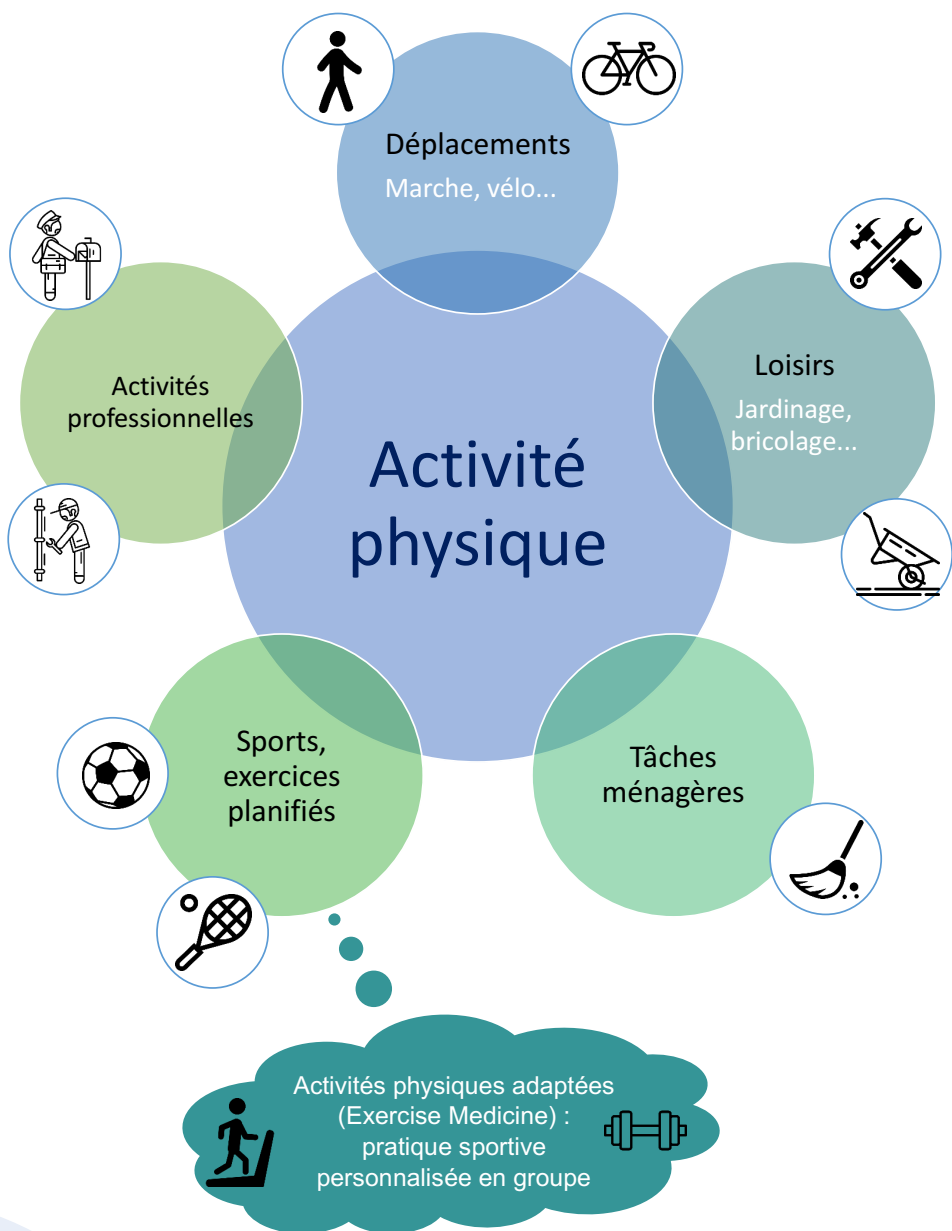 Déplacements
Marche, vélo...
Activités
professionnelles
Loisirs
Jardinage,
bricolage...
Activité
physique
Sports,
exercices
planifiés
Tâches
ménagères
Activités physiques adaptées
(Exercise Medicine) :
pratique sportive
personnalisée en groupe